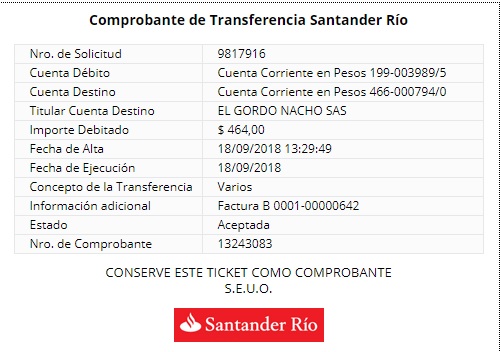 Comprobante de Transferencia Santander Río
Nro. de Solicitud 9817916
Cuenta Débito Cuenta Corriente en Pesos 199-003989/5
Cuenta Destino Cuenta Corriente en Pesos 466-000794/0
Titular Cuenta Destino EL GORDO NACHO SAS
Importe Debitado $ 464,00
Fecha de Alta 18/09/2018 13:29:49
Fecha de Ejecución 18/09/2018
Concepto de la Transferencia Varios
Información adicional Factura B 0001-00000642
Estado Aceptada
Nro. de Comprobante 13243083
CONSERVE ESTE TICKET COMO COMPROBANTE
S.E.U.O.
Santander Río